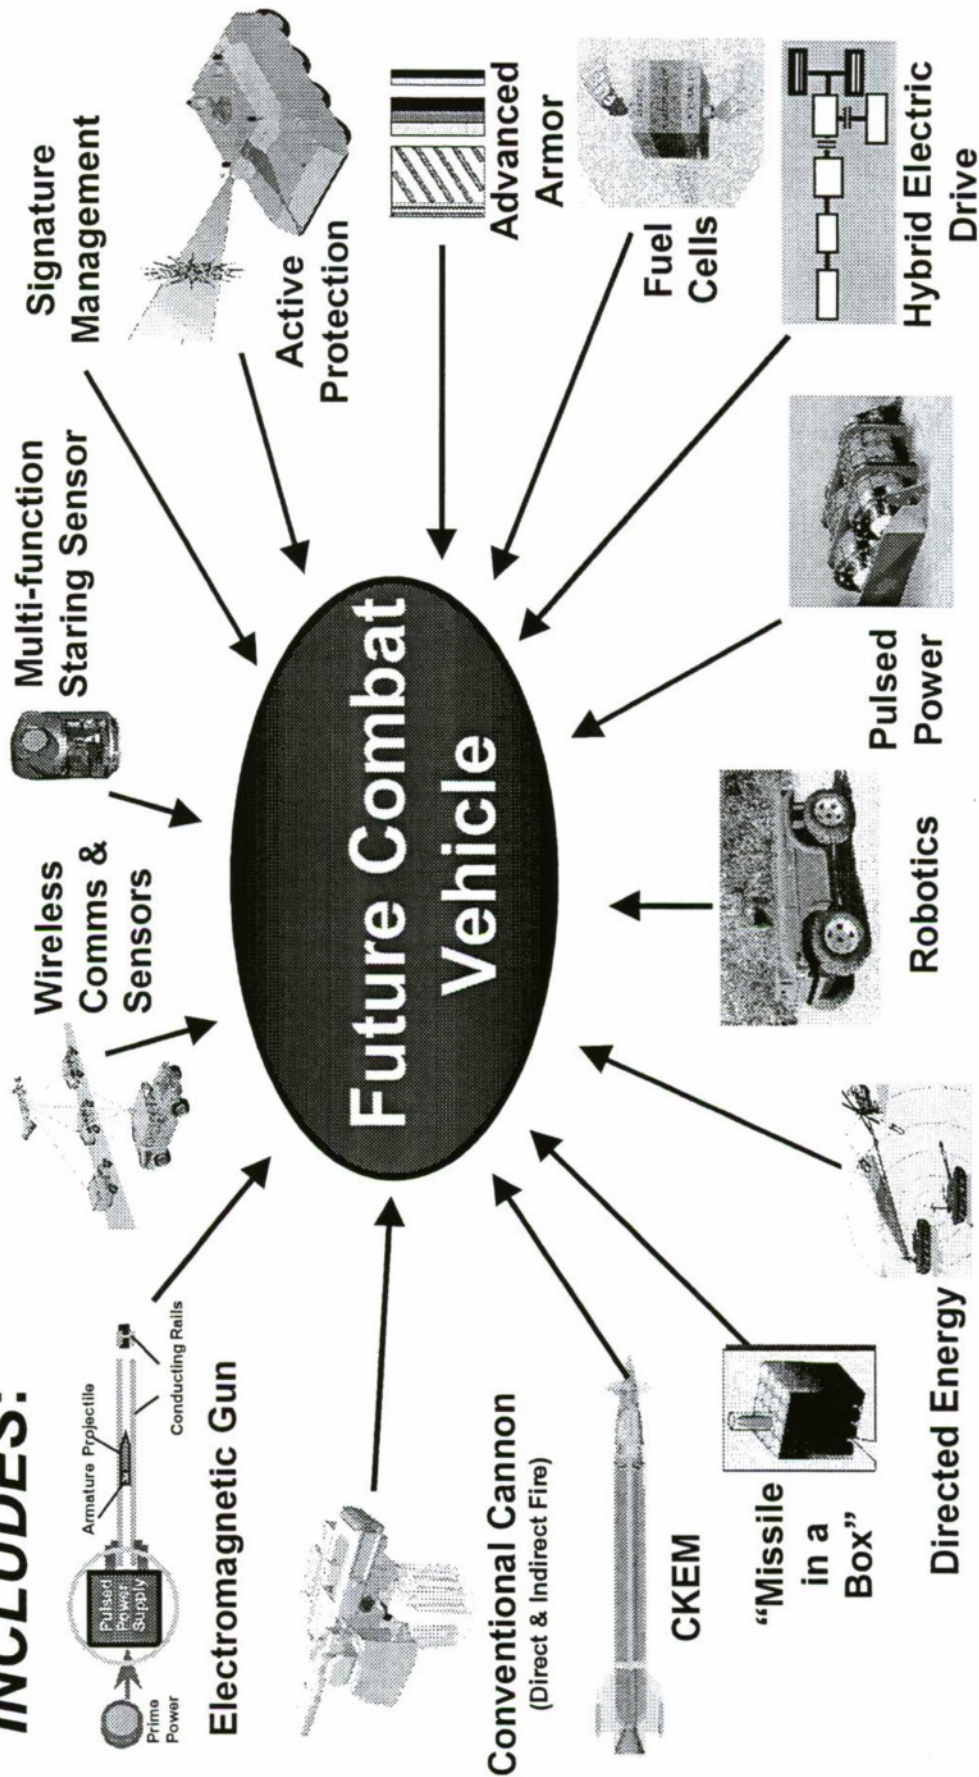 INCLUDES:
Prime
Power
Pulsed
Power
Supply
Armature Projectile
Conducting Rails
Electromagnetic Gun
Wireless
Comms &
Sensors
Multi-function
Staring Sensor
Signature
Management
Active
Protection
Advanced
Armor
Fuel
Cells
Hybrid Electric
Drive
Pulsed
Power
Robotics
Directed Energy
“Missile
in a
Box”
CKEM
Conventional Cannon
(Direct & Indirect Fire)
Future Combat
Vehicle